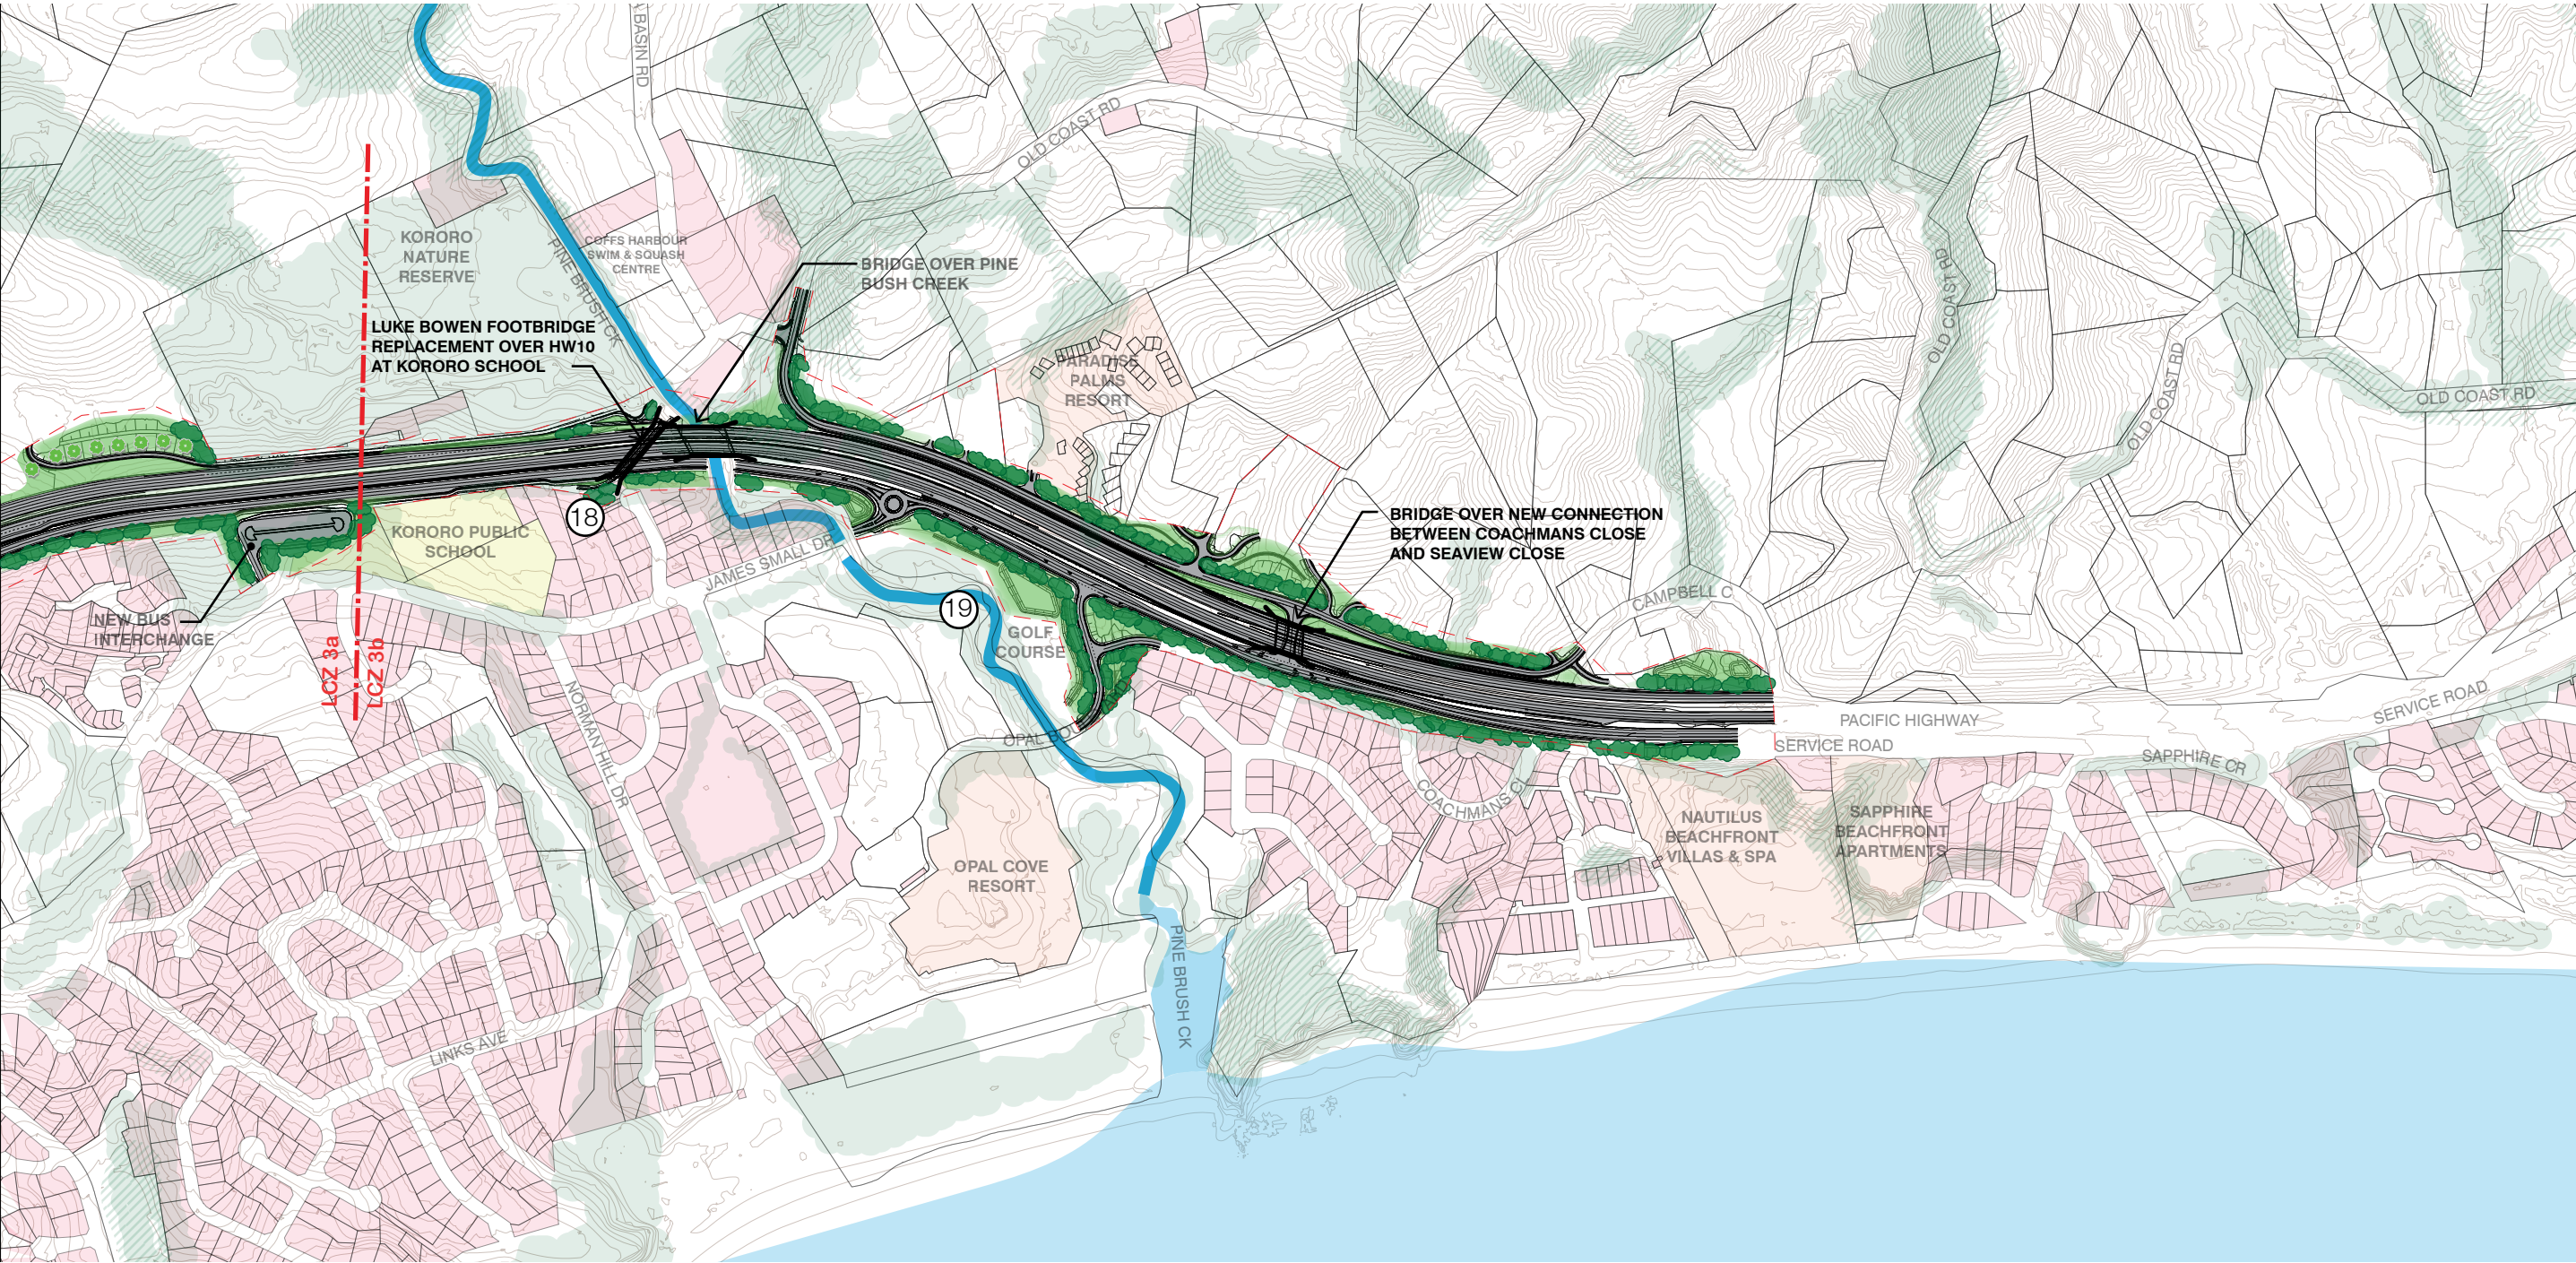 A BASIN RD
OLD COAST RD
KORORO
NATURE
RESERVE
PINE BRUSH CK
COFFS HARBOUR
SWIM & SQUASH
CENTRE
BRIDGE OVER PINE
BUSH CREEK
LUKE BOWEN FOOTBRIDGE
REPLACEMENT OVER HW10
AT KORORO SCHOOL
PARADISE
PALMS
RESORT
OLD COAST RD
OLD COAST RD
OLD COAST RD
18
KORORO PUBLIC
SCHOOL
BRIDGE OVER NEW CONNECTION
BETWEEN COACHMANS CLOSE
AND SEAVIEW CLOSE
JAMES SMALL DR
CAMPBELL C
19
NEW BUS
INTERCHANGE
LCZ 3a
LCZ 3b
GOLF
COURSE
NORMAN HILL DR
OPAL BOU
PACIFIC HIGHWAY
SERVICE ROAD
SERVICE ROAD
SAPPHIRE CR
COACHMANS CL
NAUTILUS
BEACHFRONT
VILLAS & SPA
SAPPHIRE
BEACHFRONT
APARTMENTS
OPAL COVE
RESORT
PINE BRUSH CK
LINKS AVE